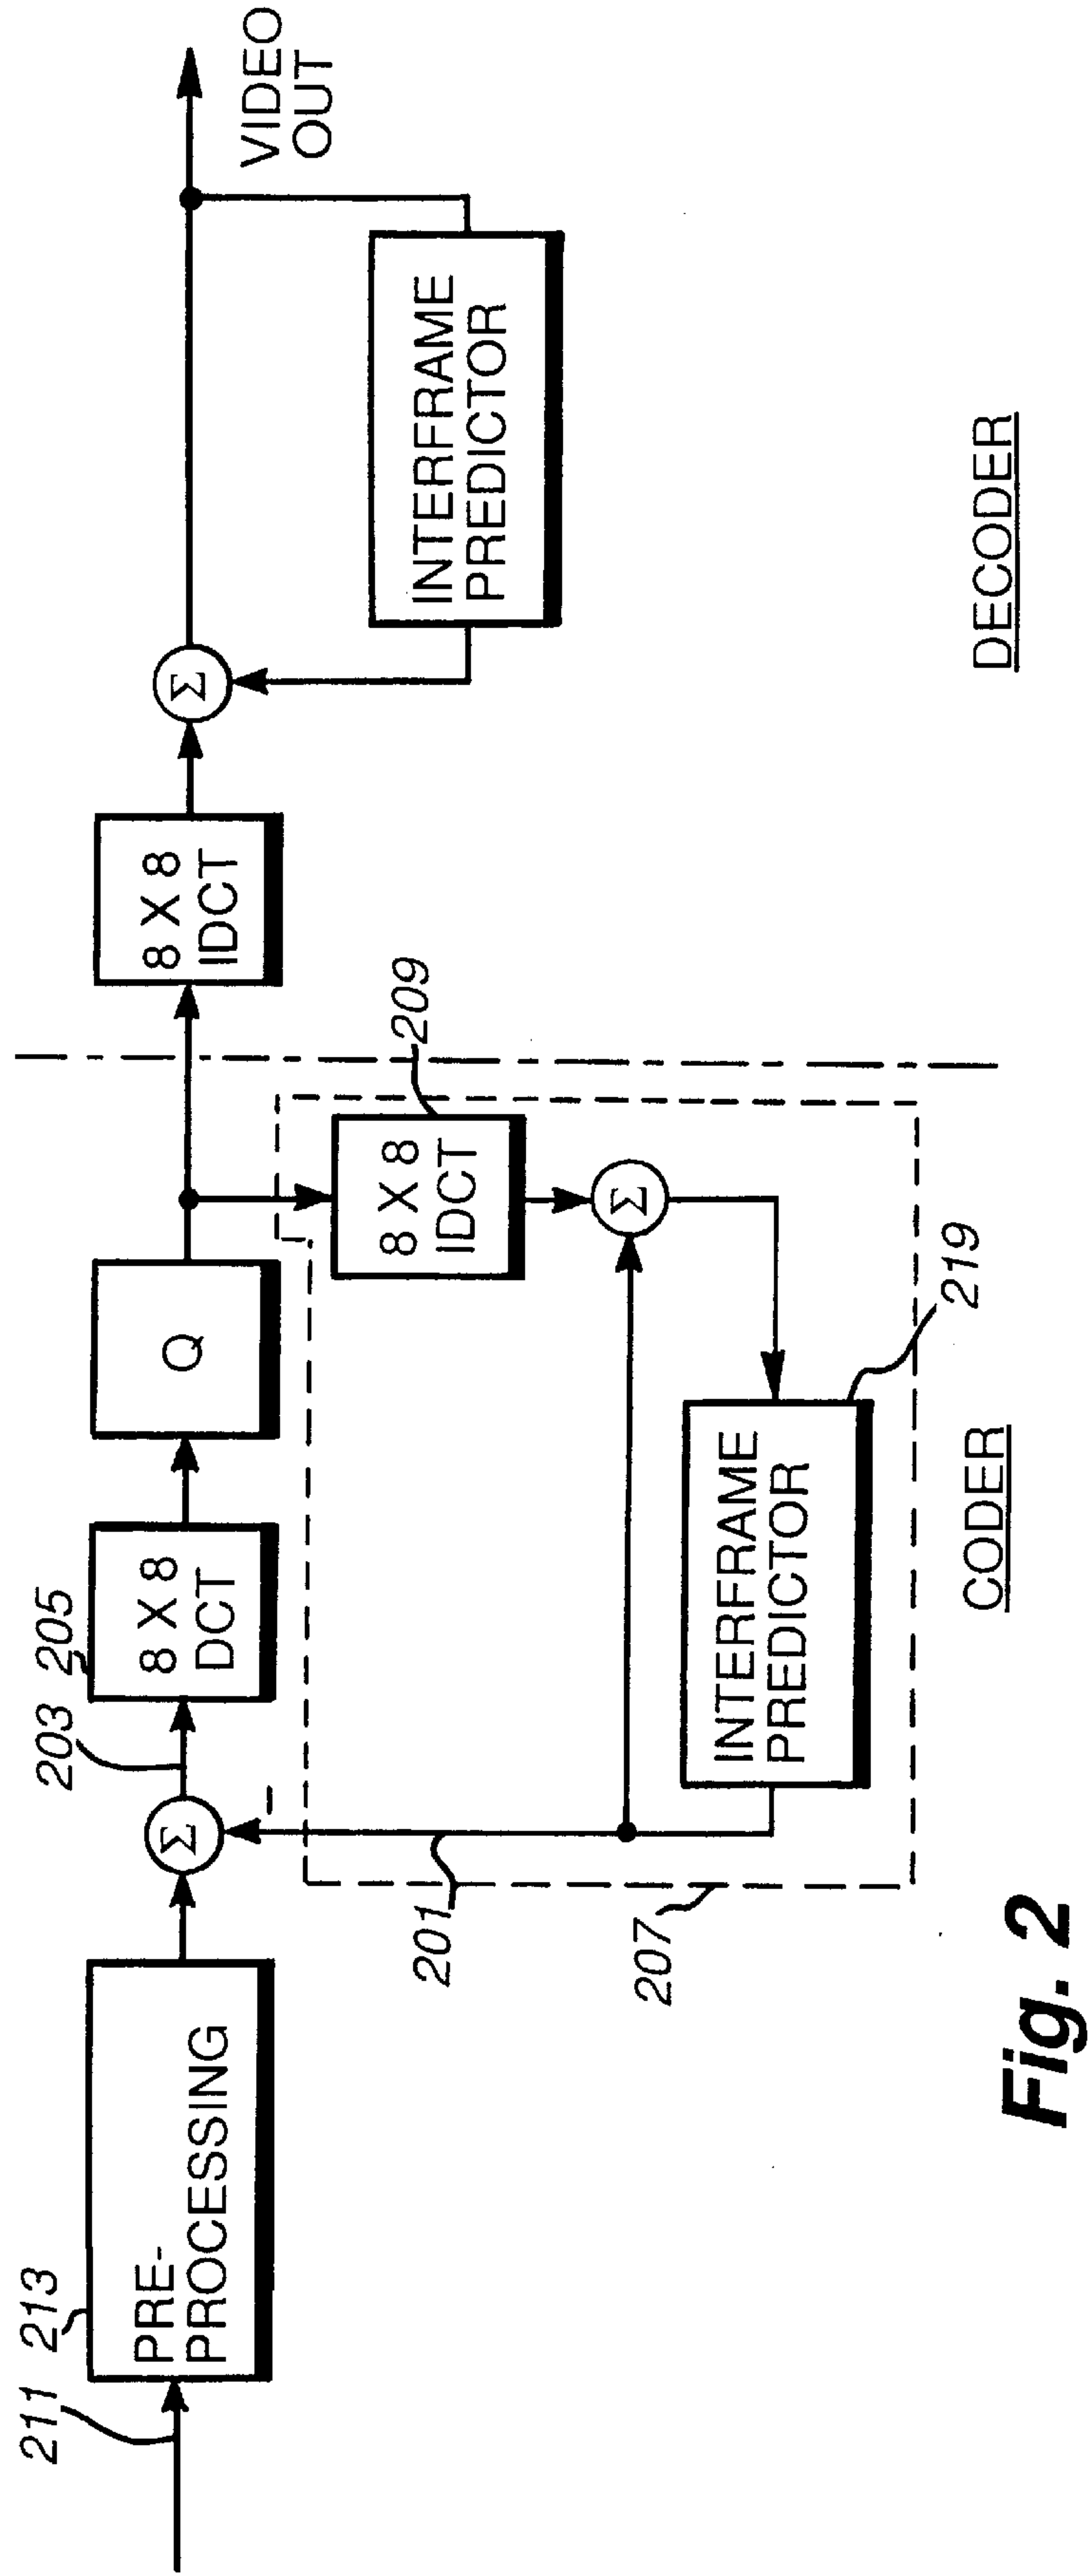 211
213
PRE-
PROCESSING
Σ
203
205
8 X 8
DCT
Q
8 X 8
IDCT
Σ
VIDEO
OUT
INTERFRAME
PREDICTOR
-
201
207
8 X 8
IDCT
209
Σ
INTERFRAME
PREDICTOR
219
CODER
DECODER
Fig. 2